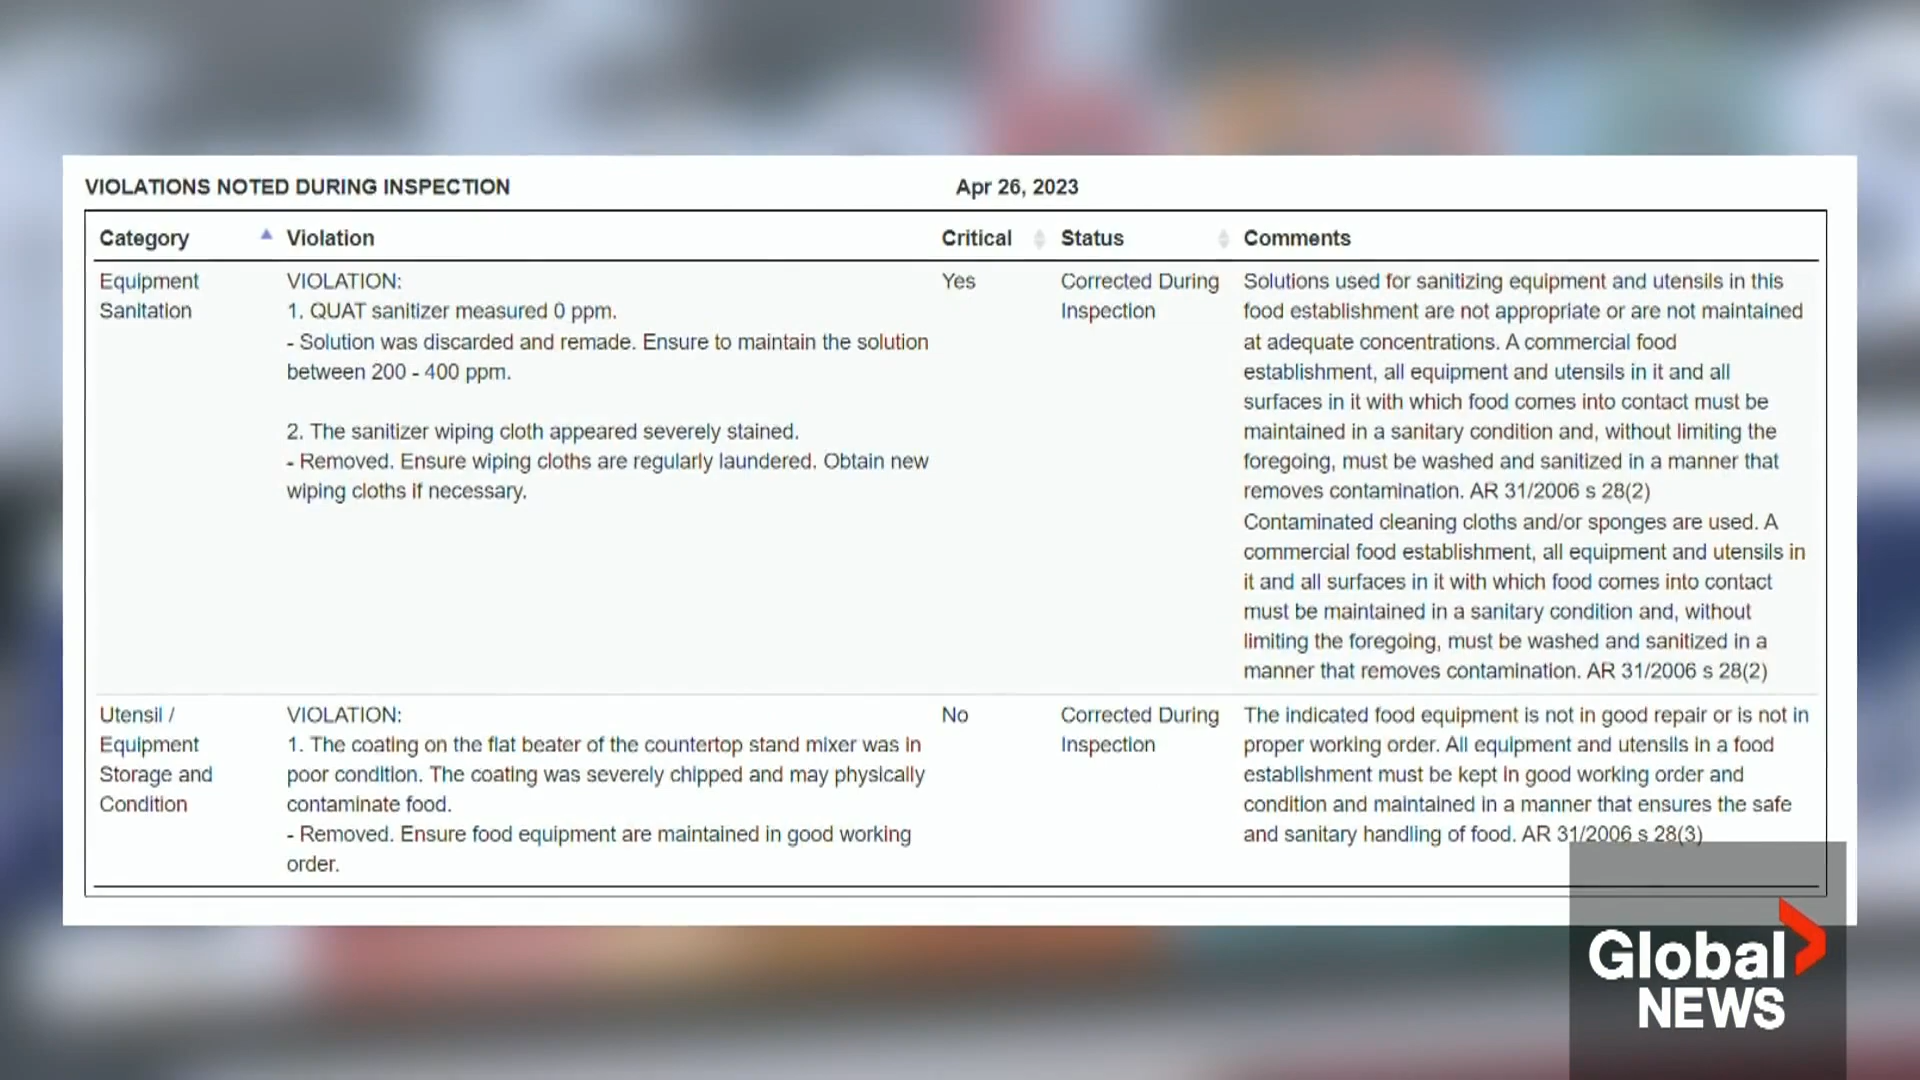 VIOLATIONS NOTED DURING INSPECTION Apr 26, 2023
Category Violation Critical Status Comments
Equipment
Sanitation
VIOLATION:
1. QUAT sanitizer measured 0 ppm.
- Solution was discarded and remade. Ensure to maintain the solution
between 200 - 400 ppm.
2. The sanitizer wiping cloth appeared severely stained.
- Removed. Ensure wiping cloths are regularly laundered. Obtain new
wiping cloths if necessary.
Yes
Corrected During
Inspection
Solutions used for sanitizing equipment and utensils in this
food establishment are not appropriate or are not maintained
at adequate concentrations. A commercial food
establishment, all equipment and utensils in it and all
surfaces in it with which food comes into contact must be
maintained in a sanitary condition and, without limiting the
foregoing, must be washed and sanitized in a manner that
removes contamination. AR 31/2006 s 28(2)
Contaminated cleaning cloths and/or sponges are used. A
commercial food establishment, all equipment and utensils in
it and all surfaces in it with which food comes into contact
must be maintained in a sanitary condition and, without
limiting the foregoing, must be washed and sanitized in a
manner that removes contamination. AR 31/2006 s 28(2)
Utensil /
Equipment
Storage and
Condition
VIOLATION:
1. The coating on the flat beater of the countertop stand mixer was in
poor condition. The coating was severely chipped and may physically
contaminate food.
- Removed. Ensure food equipment are maintained in good working
order.
No
Corrected During
Inspection
The indicated food equipment is not in good repair or is not in
proper working order. All equipment and utensils in a food
establishment must be kept in good working order and
condition and maintained in a manner that ensures the safe
and sanitary handling of food. AR 31/2006 s 28(3)
Global
NEWS